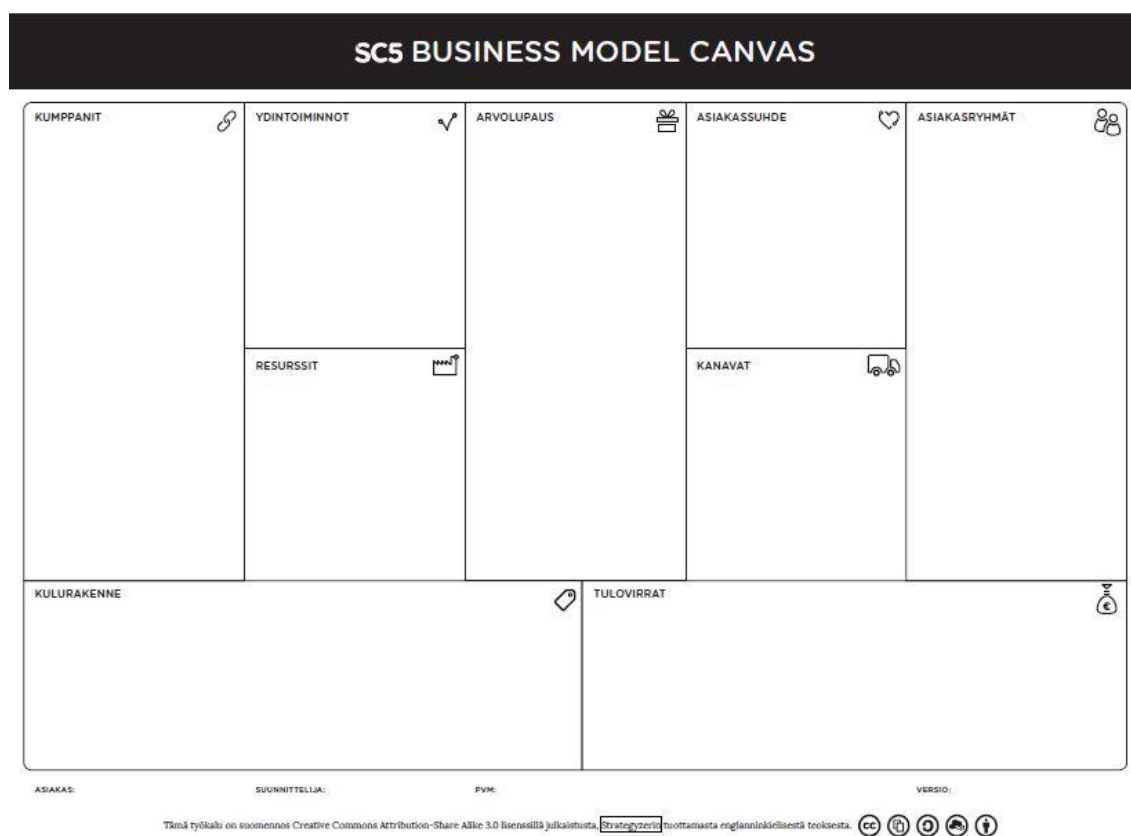 SC5 BUSINESS MODEL CANVAS
KUMPPANIT
YDINTOIMINNOT
ARVOLUPAUS
ASIAKASSUHDE
ASIAKASRYHMÄT
RESURSSIT
KANAVAT
KULURAKENNE
TULOVIRRAT
€
ASIAKAS:
SUUNNITTELIJA:
PVM:
VERSIO:
Tämä työkalu on suomennos Creative Commons Attribution-Share Alike 3.0 lisenssillä julkaistusta, Strategyzerin tuottamasta englanninkielisestä teoksesta.
cc